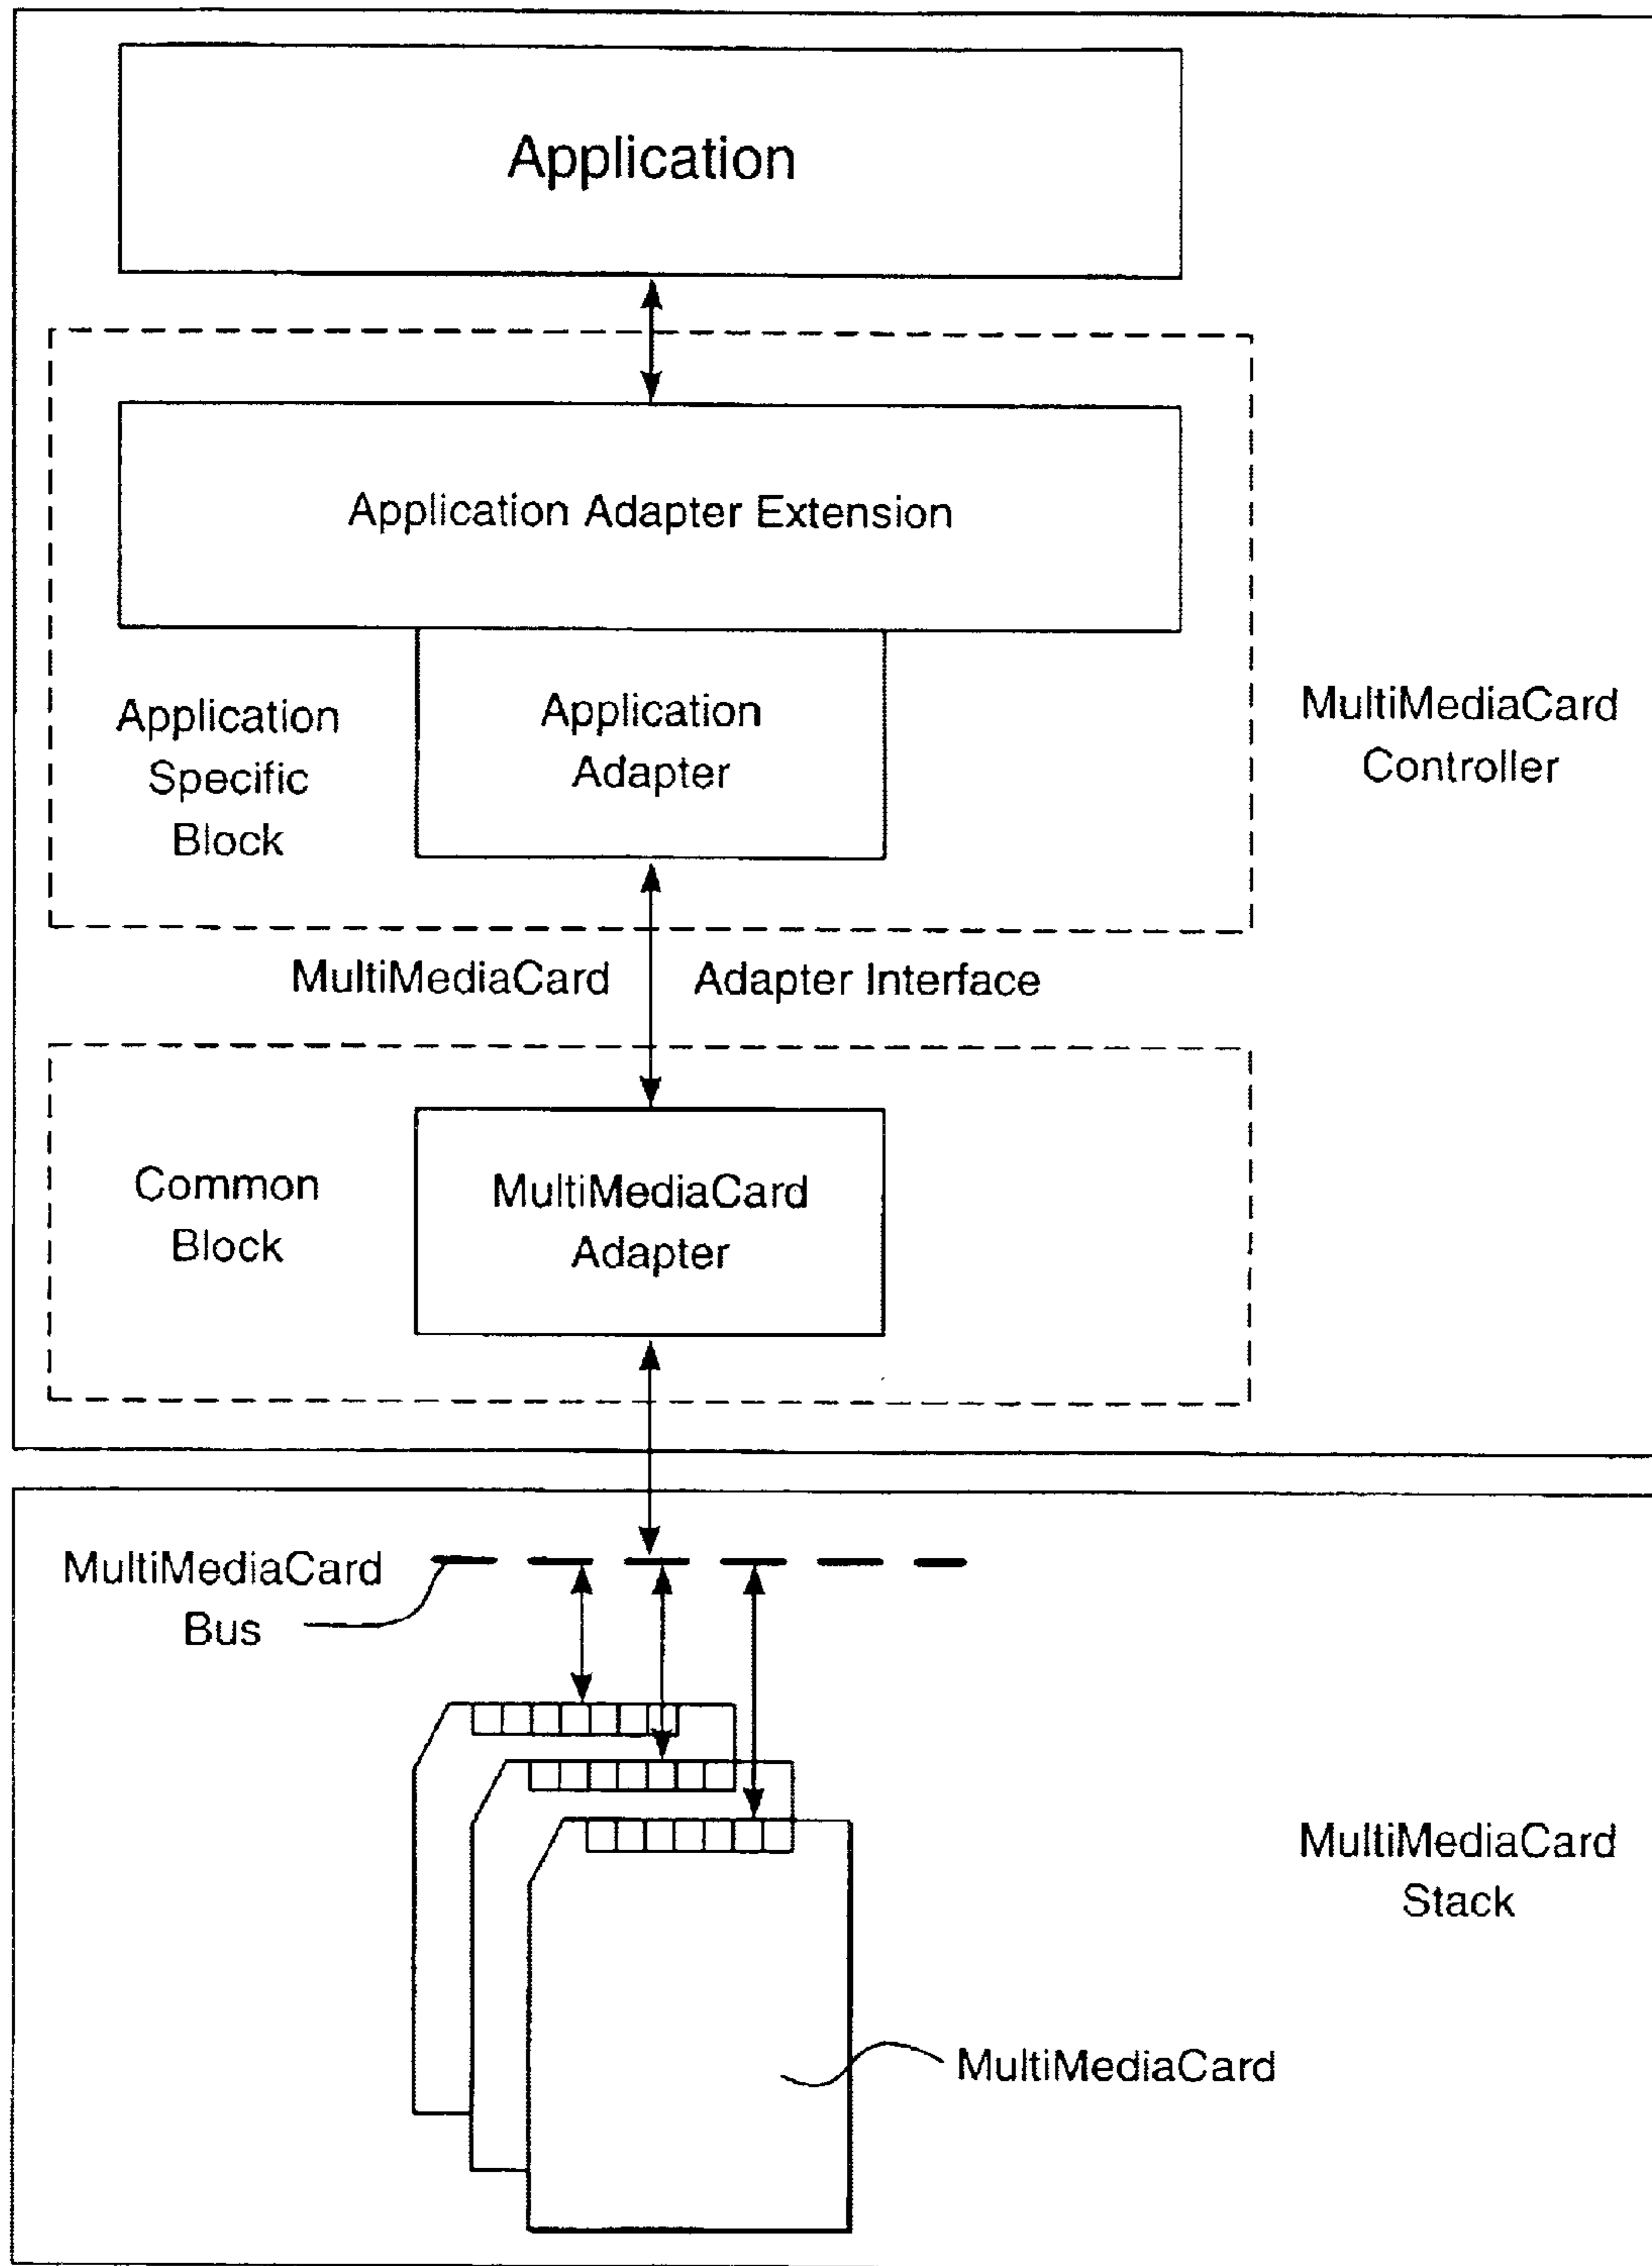 Application
Application Adapter Extension
Application
Specific
Block
Application
Adapter
MultiMediaCard
Controller
MultiMediaCard Adapter Interface
Common
Block
MultiMediaCard
Adapter
MultiMediaCard
Bus
MultiMediaCard
Stack
MultiMediaCard